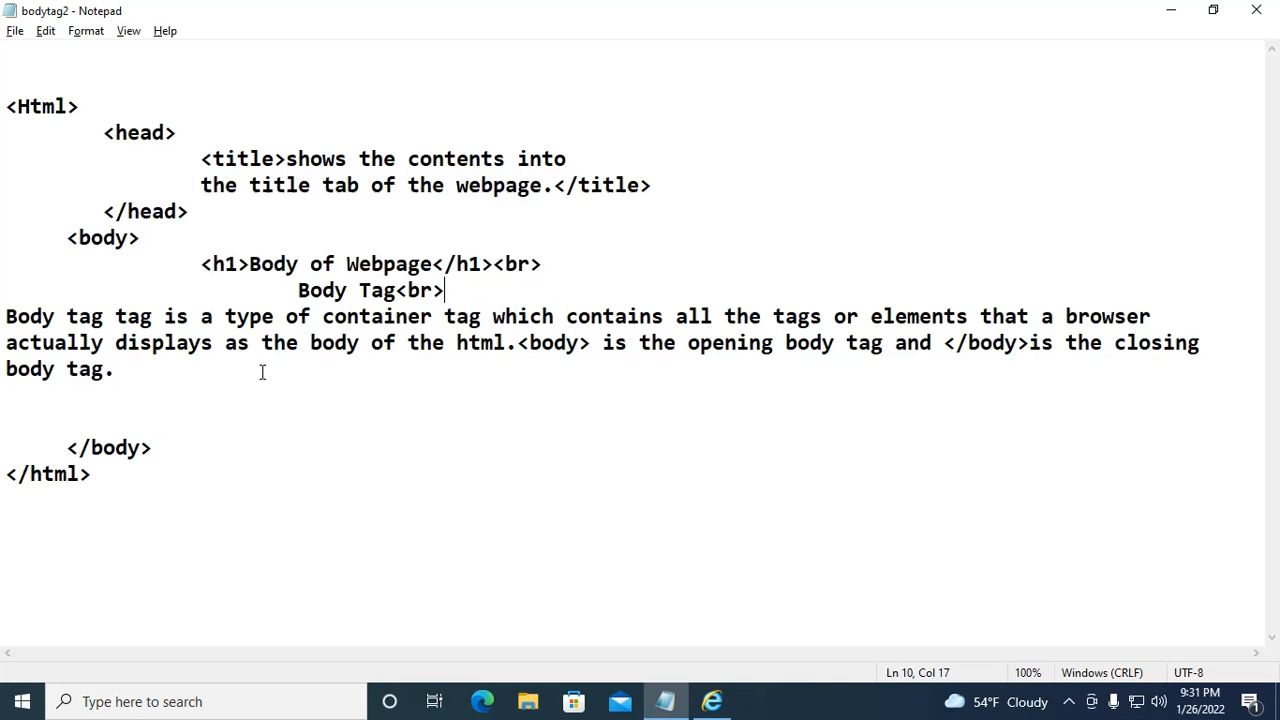 bodytag2 - Notepad
File Edit Format View Help
<Html>
<head>
<title>shows the contents into
the title tab of the webpage.</title>
</head>
<body>
<h1>Body of Webpage</h1><br>
Body Tag<br>
Body tag tag is a type of container tag which contains all the tags or elements that a browser
actually displays as the body of the html.<body> is the opening body tag and </body>is the closing
body tag.
</body>
</html>
Ln 10, Col 17 100% Windows (CRLF) UTF-8
Type here to search
54°F Cloudy
9:31 PM
1/26/2022
1